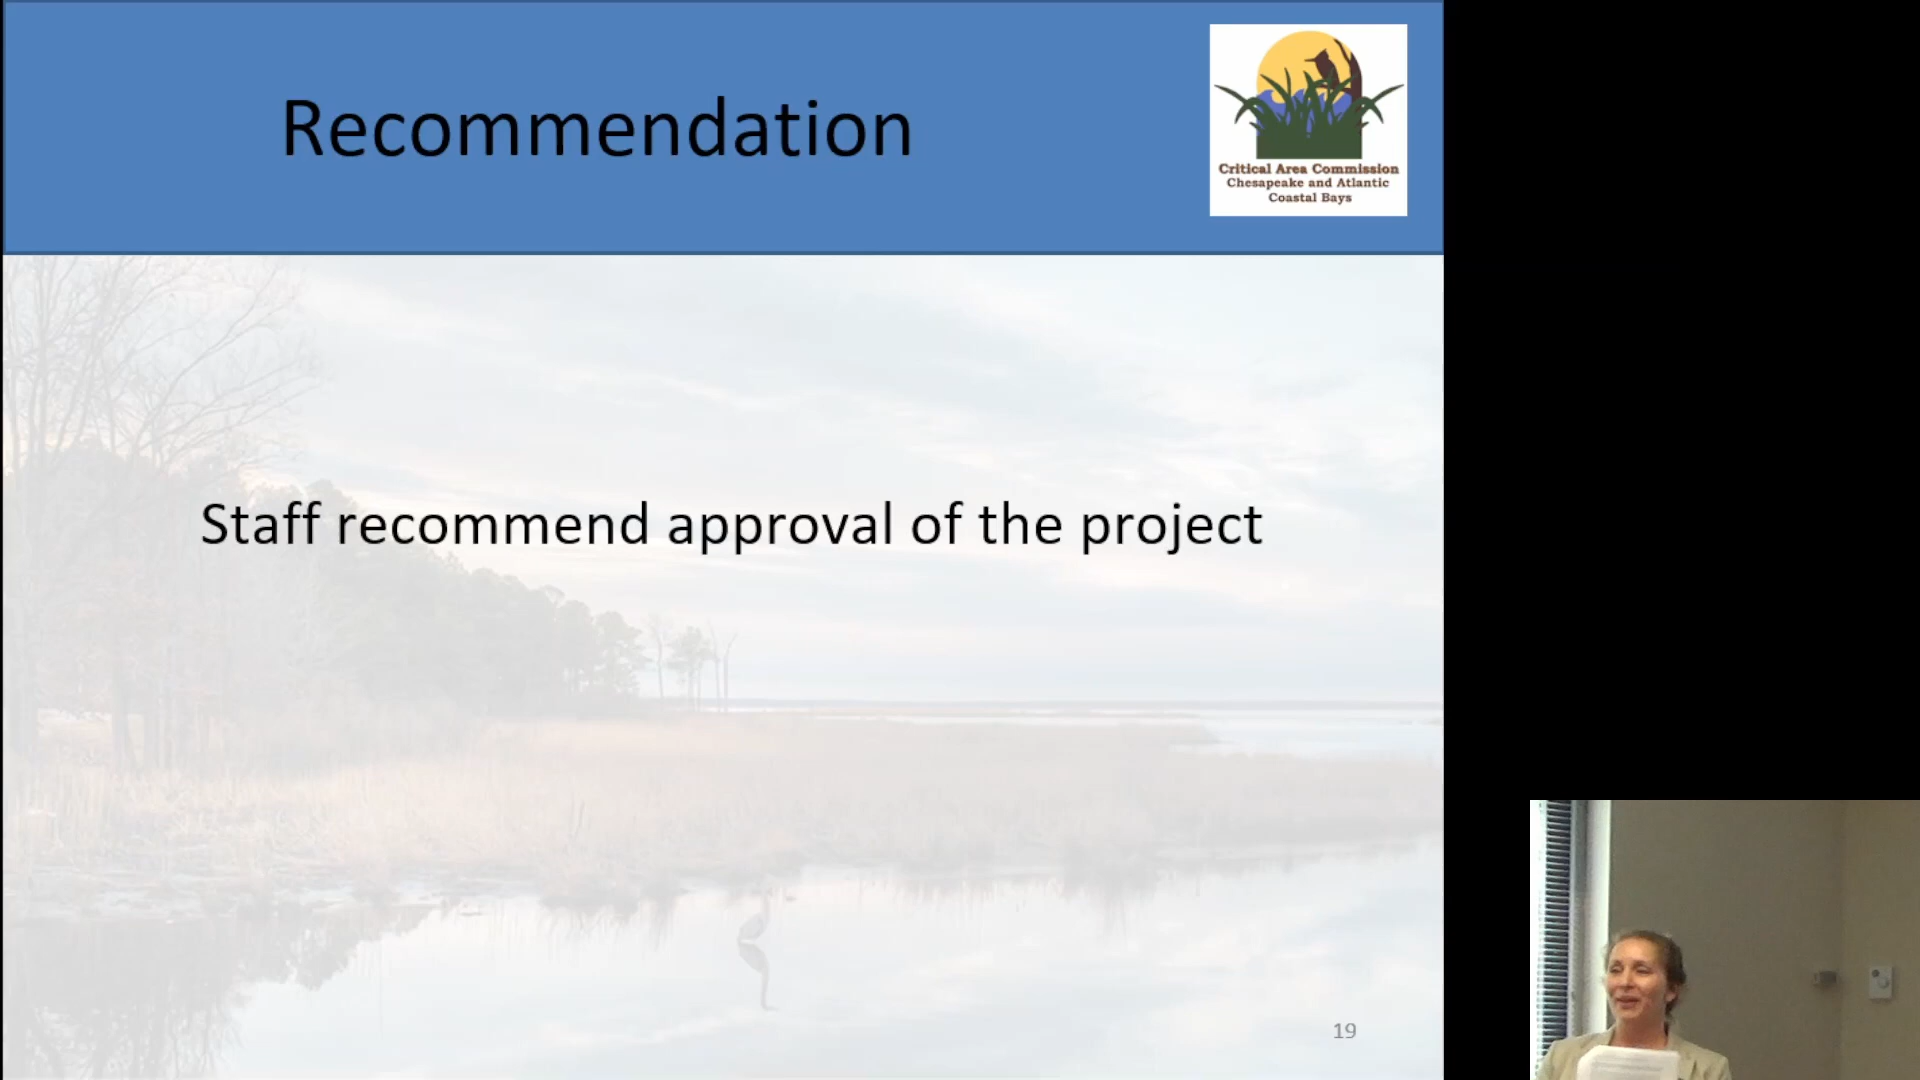 Recommendation
Critical Area Commission
Chesapeake and Atlantic
Coastal Bays
Staff recommend approval of the project
19